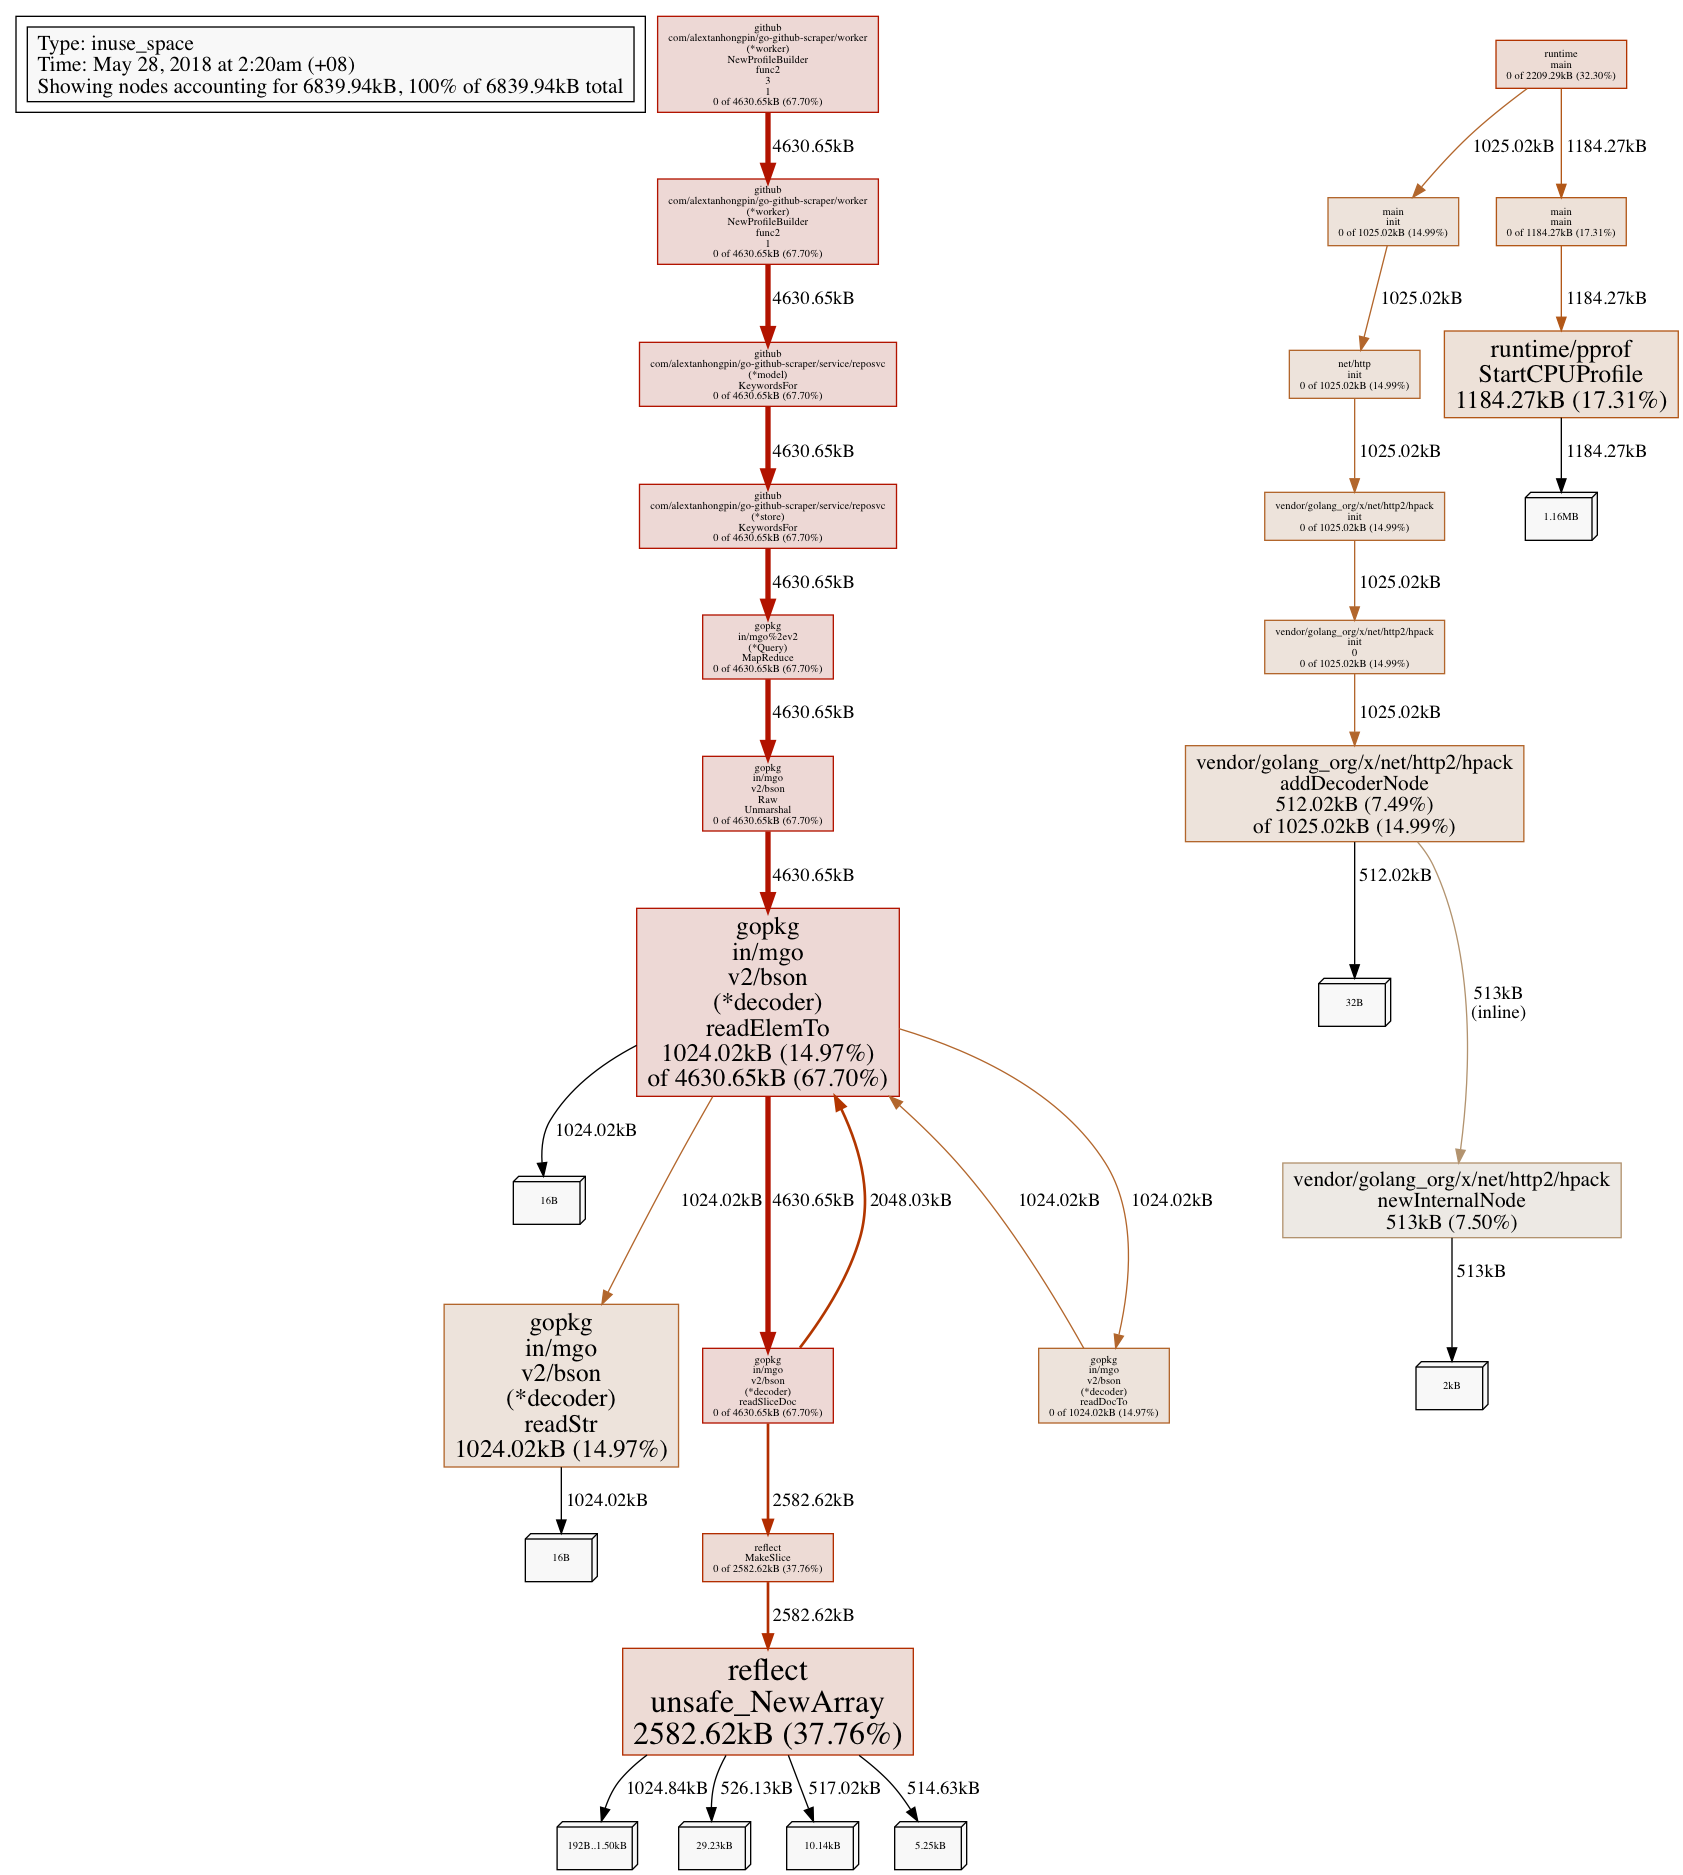 Type: inuse_space
Time: May 28, 2018 at 2:20am (+08)
Showing nodes accounting for 6839.94kB, 100% of 6839.94kB total
github
com/alextanhongpin/go-github-scraper/worker
(*worker)
NewProfileBuilder
func2
3
1
0 of 4630.65kB (67.70%)
runtime
main
0 of 2209.29kB (32.30%)
4630.65kB
1025.02kB
1184.27kB
github
com/alextanhongpin/go-github-scraper/worker
(*worker)
NewProfileBuilder
func2
1
0 of 4630.65kB (67.70%)
main
init
0 of 1025.02kB (14.99%)
main
main
0 of 1184.27kB (17.31%)
4630.65kB
1025.02kB
1184.27kB
github
com/alextanhongpin/go-github-scraper/service/reposvc
(*model)
KeywordsFor
0 of 4630.65kB (67.70%)
net/http
init
0 of 1025.02kB (14.99%)
runtime/pprof
StartCPUProfile
1184.27kB (17.31%)
4630.65kB
1025.02kB
1184.27kB
github
com/alextanhongpin/go-github-scraper/service/reposvc
(*store)
KeywordsFor
0 of 4630.65kB (67.70%)
vendor/golang_org/x/net/http2/hpack
init
0 of 1025.02kB (14.99%)
1.16MB
4630.65kB
1025.02kB
gopkg
in/mgo%2ev2
(*Query)
MapReduce
0 of 4630.65kB (67.70%)
vendor/golang_org/x/net/http2/hpack
init
0
0 of 1025.02kB (14.99%)
4630.65kB
1025.02kB
gopkg
in/mgo
v2/bson
Raw
Unmarshal
0 of 4630.65kB (67.70%)
vendor/golang_org/x/net/http2/hpack
addDecoderNode
512.02kB (7.49%)
of 1025.02kB (14.99%)
4630.65kB
512.02kB
gopkg
in/mgo
v2/bson
(*decoder)
readElemTo
1024.02kB (14.97%)
of 4630.65kB (67.70%)
32B
513kB
(inline)
1024.02kB
16B
1024.02kB
4630.65kB
2048.03kB
1024.02kB
1024.02kB
vendor/golang_org/x/net/http2/hpack
newInternalNode
513kB (7.50%)
513kB
gopkg
in/mgo
v2/bson
(*decoder)
readStr
1024.02kB (14.97%)
gopkg
in/mgo
v2/bson
(*decoder)
readSliceDoc
0 of 4630.65kB (67.70%)
gopkg
in/mgo
v2/bson
(*decoder)
readDocTo
0 of 1024.02kB (14.97%)
2kB
1024.02kB
2582.62kB
16B
reflect
MakeSlice
0 of 2582.62kB (37.76%)
2582.62kB
reflect
unsafe_NewArray
2582.62kB (37.76%)
1024.84kB
526.13kB
517.02kB
514.63kB
192B..1.50kB
29.23kB
10.14kB
5.25kB